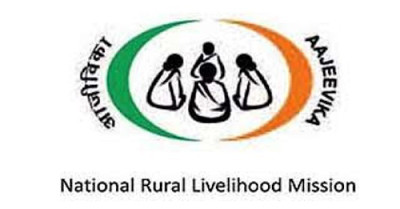 आजीविका
AAJEEVIKA
National Rural Livelihood Mission